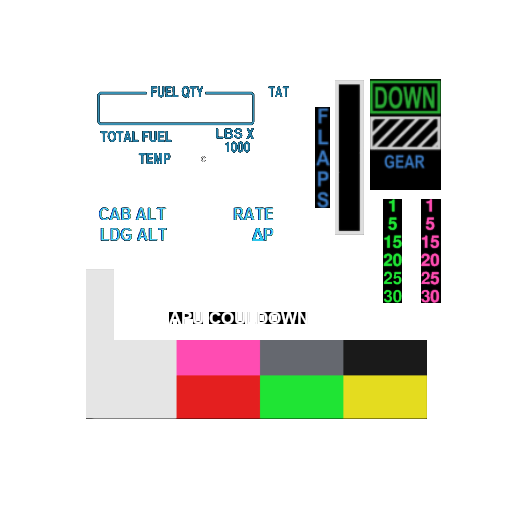 FUEL QTY
TAT
TOTAL FUEL
LBS X
1000
TEMP
©
FLAPS
DOWN
GEAR
CAB ALT
RATE
LDG ALT
ΔP
1 1
5 5
15 15
20 20
25 25
30 30
APU COOLDOWN